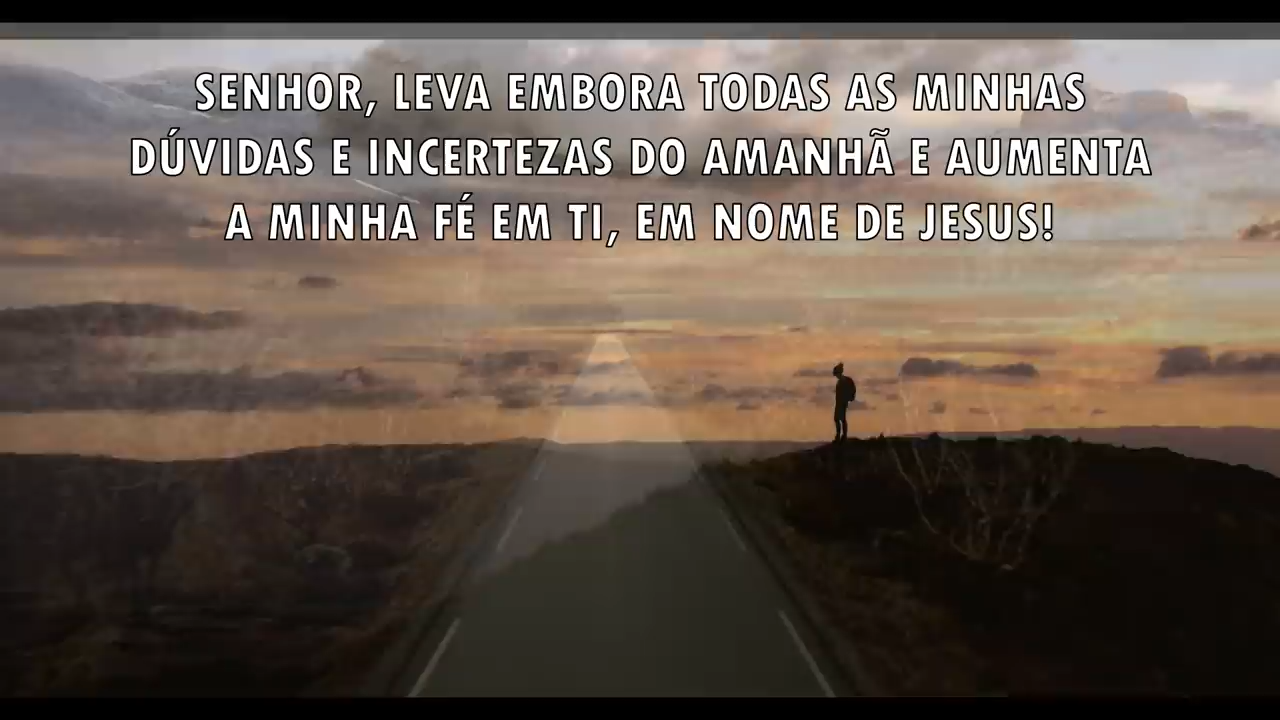 SENHOR, LEVA EMBORA TODAS AS MINHAS
DÚVIDAS E INCERTEZAS DO AMANHÃ E AUMENTA
A MINHA FÉ EM TI, EM NOME DE JESUS!